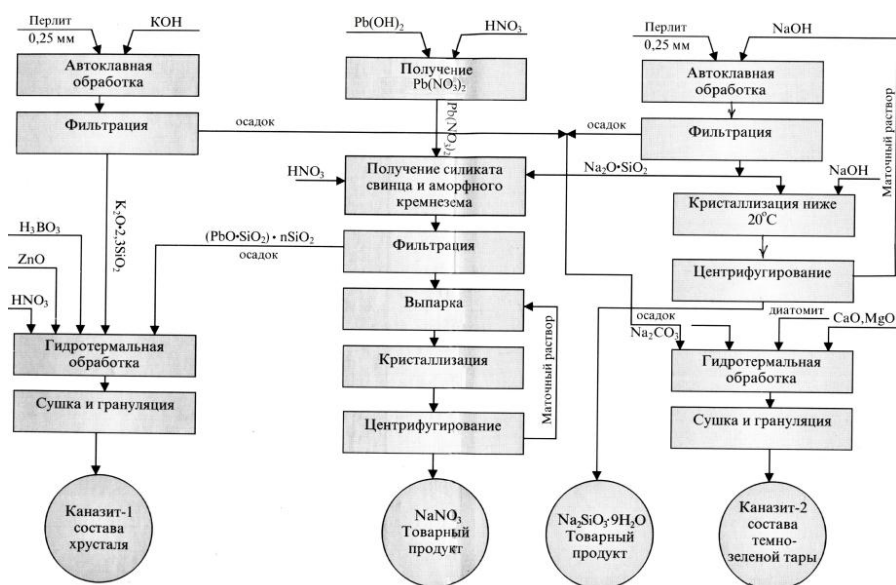 Перлит
0,25 мм
KOH
Автоклавная
обработка
Фильтрация
осадок
K₂O•2,3SiO₂
H₃BO₃
ZnO
HNO₃
Гидротермальная
обработка
Сушка и грануляция
Каназит-1
состава
хрусталя
Pb(OH)₂
HNO₃
Получение
Pb(NO₃)₂
Pb(NO₃)₂
HNO₃
Получение силиката
свинца и аморфного
кремнезема
Фильтрация
(PbO•SiO₂) • nSiO₂
осадок
Выпарка
Кристаллизация
Центрифугирование
Маточный раствор
NaNO₃
Товарный
продукт
Перлит
0,25 мм
NaOH
Автоклавная
обработка
осадок
Фильтрация
Маточный раствор
Na₂O•SiO₂
NaOH
Кристаллизация ниже
20°C
Центрифугирование
Na₂SiO₃·9H₂O
Товарный
продукт
осадок
Na₂CO₃
диатомит
CaO,MgO
Гидротермальная
обработка
Сушка и грануляция
Каназит-2
состава
темно-
зеленой тары